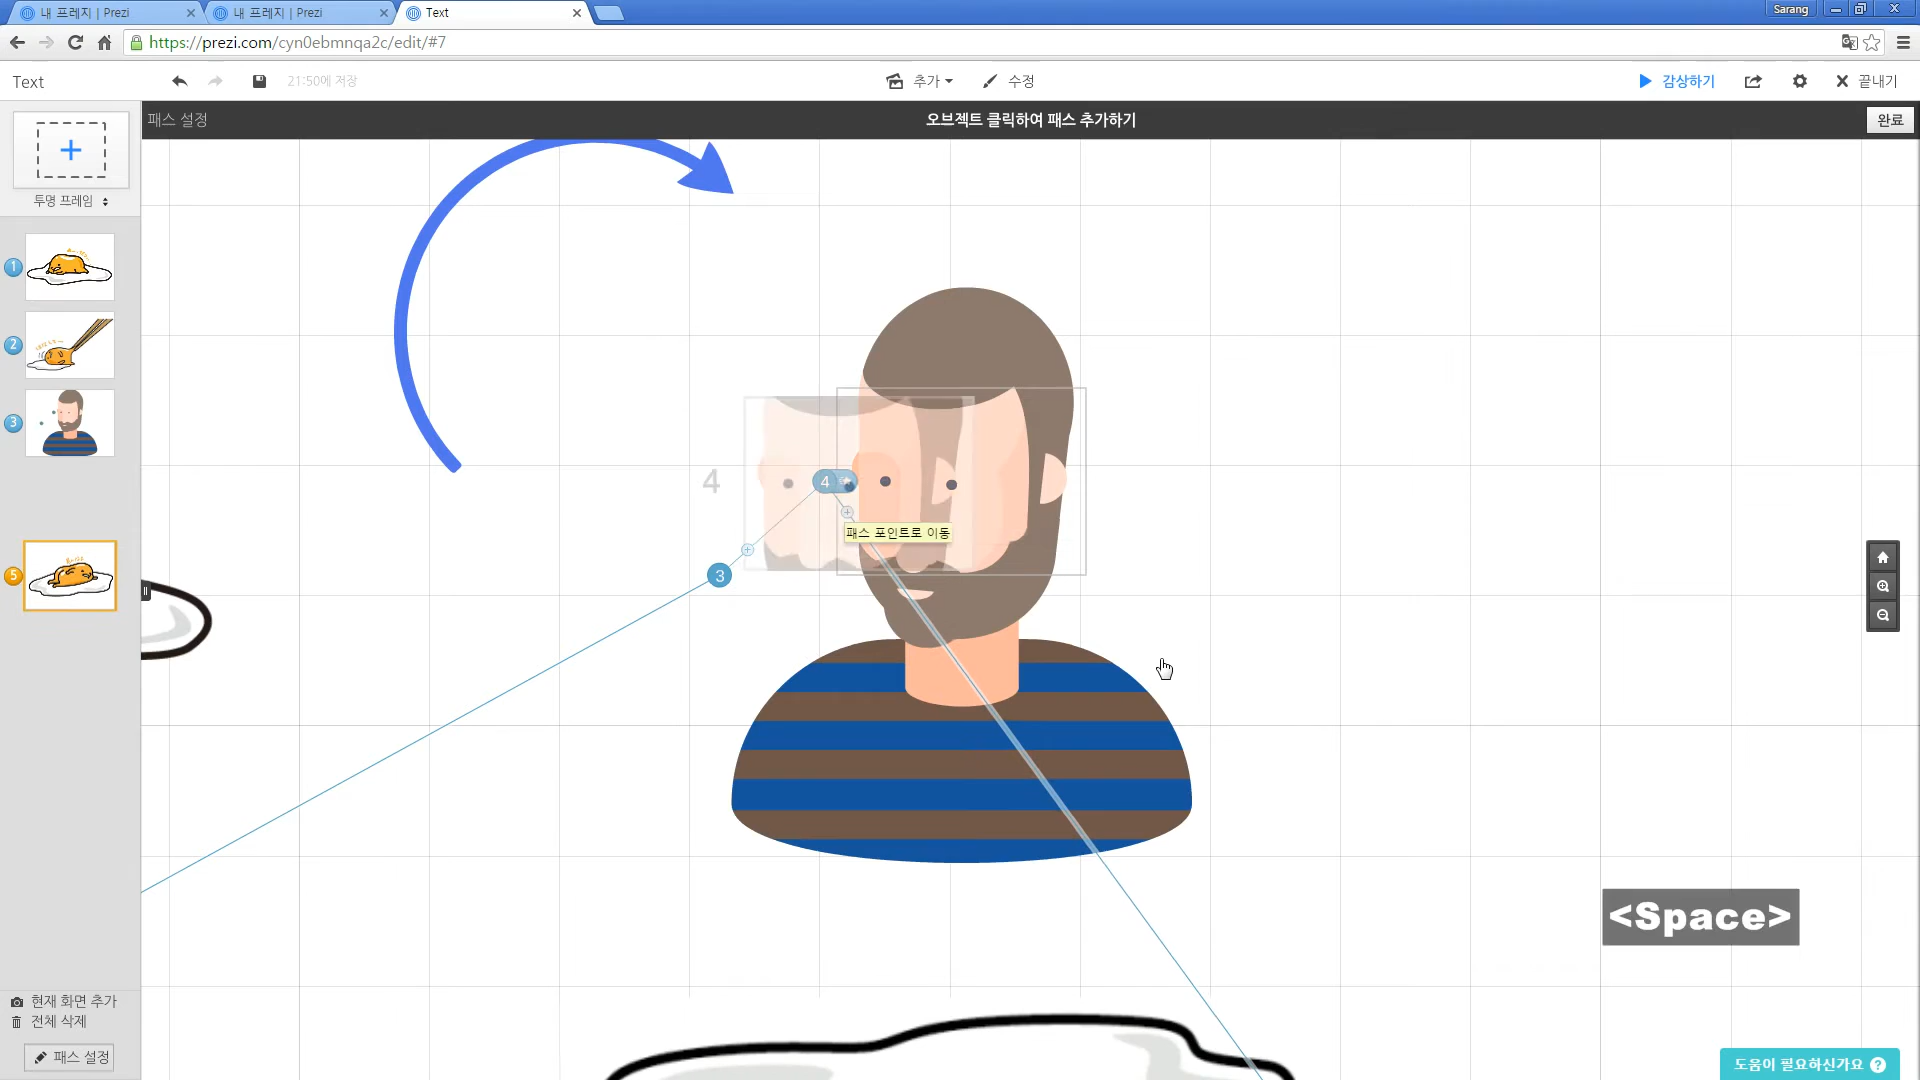 내 프레지 | Prezi
내 프레지 | Prezi
Text
Sarang
https://prezi.com/cyn0ebmnqa2c/edit/#7
Text
21:50에 저장
추가
수정
감상하기
끝내기
패스 설정
오브젝트 클릭하여 패스 추가하기
완료
투명 프레임
1
2
3
5
4
4
패스 포인트로 이동
3
<Space>
현재 화면 추가
전체 삭제
패스 설정
도움이 필요하신가요 ?